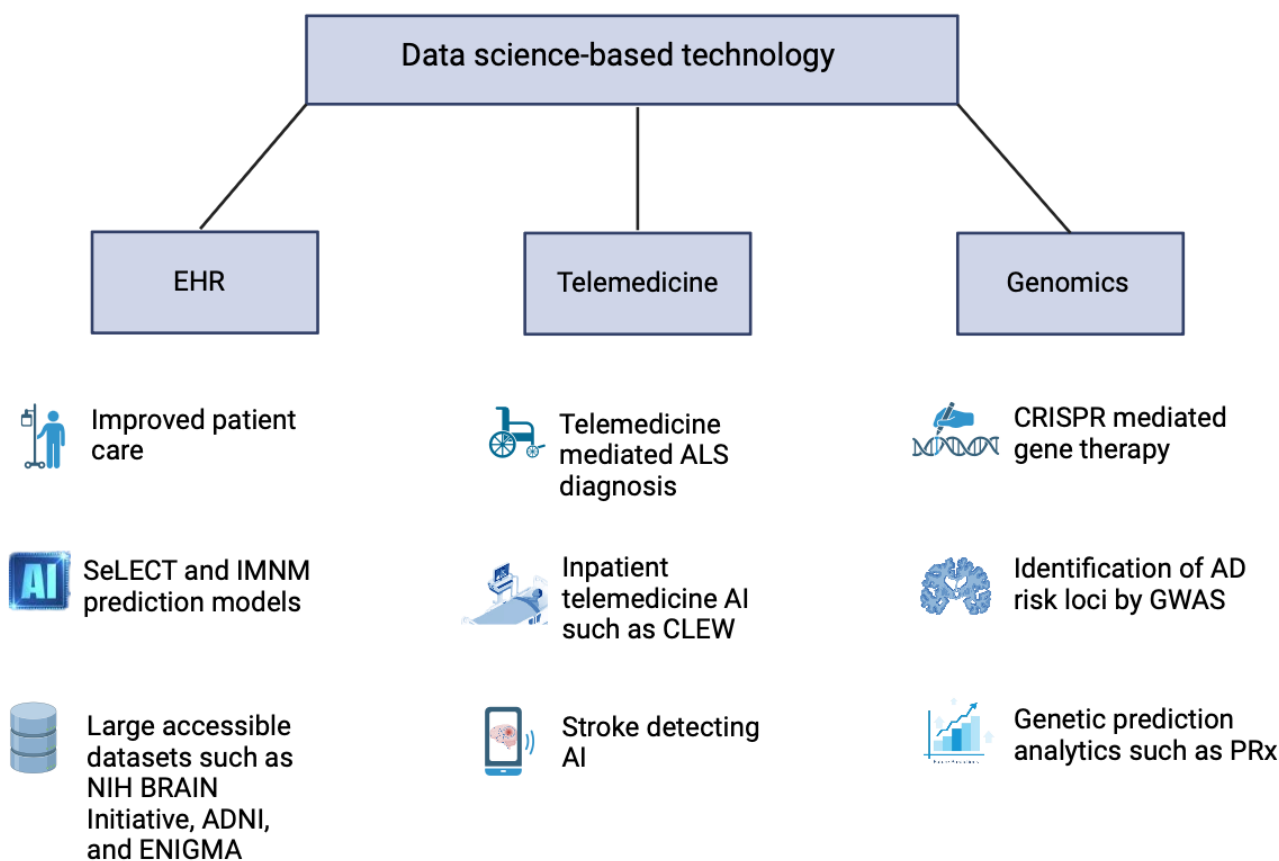 Data science-based technology
EHR
Telemedicine
Genomics
Improved patient
care
Telemedicine
mediated ALS
diagnosis
CRISPR mediated
gene therapy
AI
SeLECT and IMNM
prediction models
Inpatient
telemedicine AI
such as CLEW
Identification of AD
risk loci by GWAS
Large accessible
datasets such as
NIH BRAIN
Initiative, ADNI,
and ENIGMA
Stroke detecting
AI
Genetic prediction
analytics such as PRx